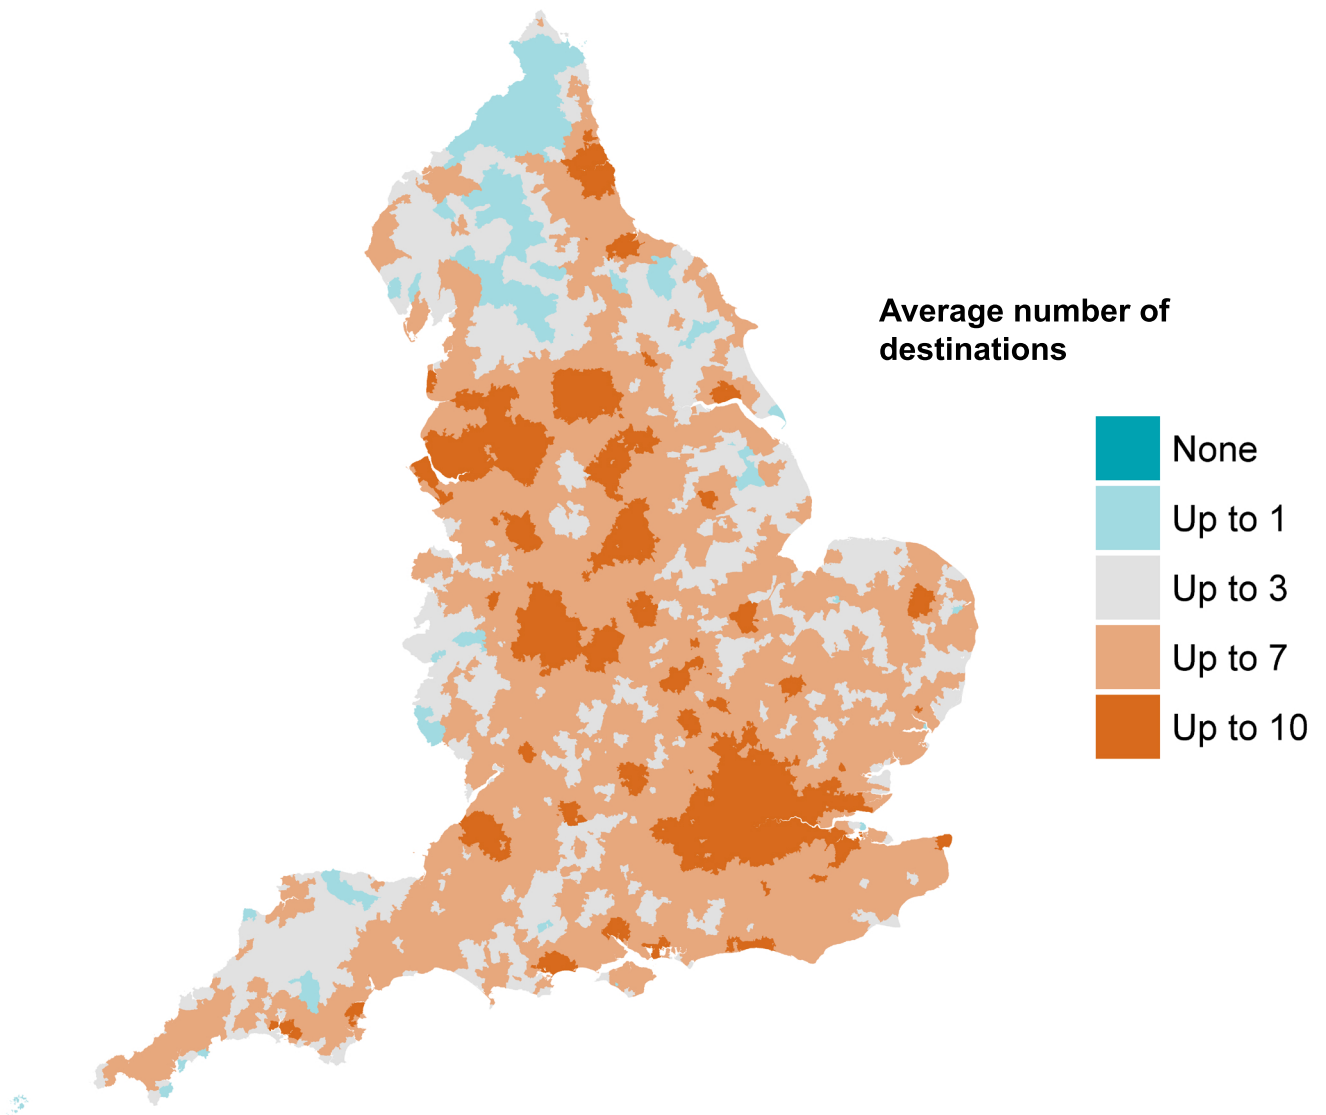 Average number of
destinations
None
Up to 1
Up to 3
Up to 7
Up to 10